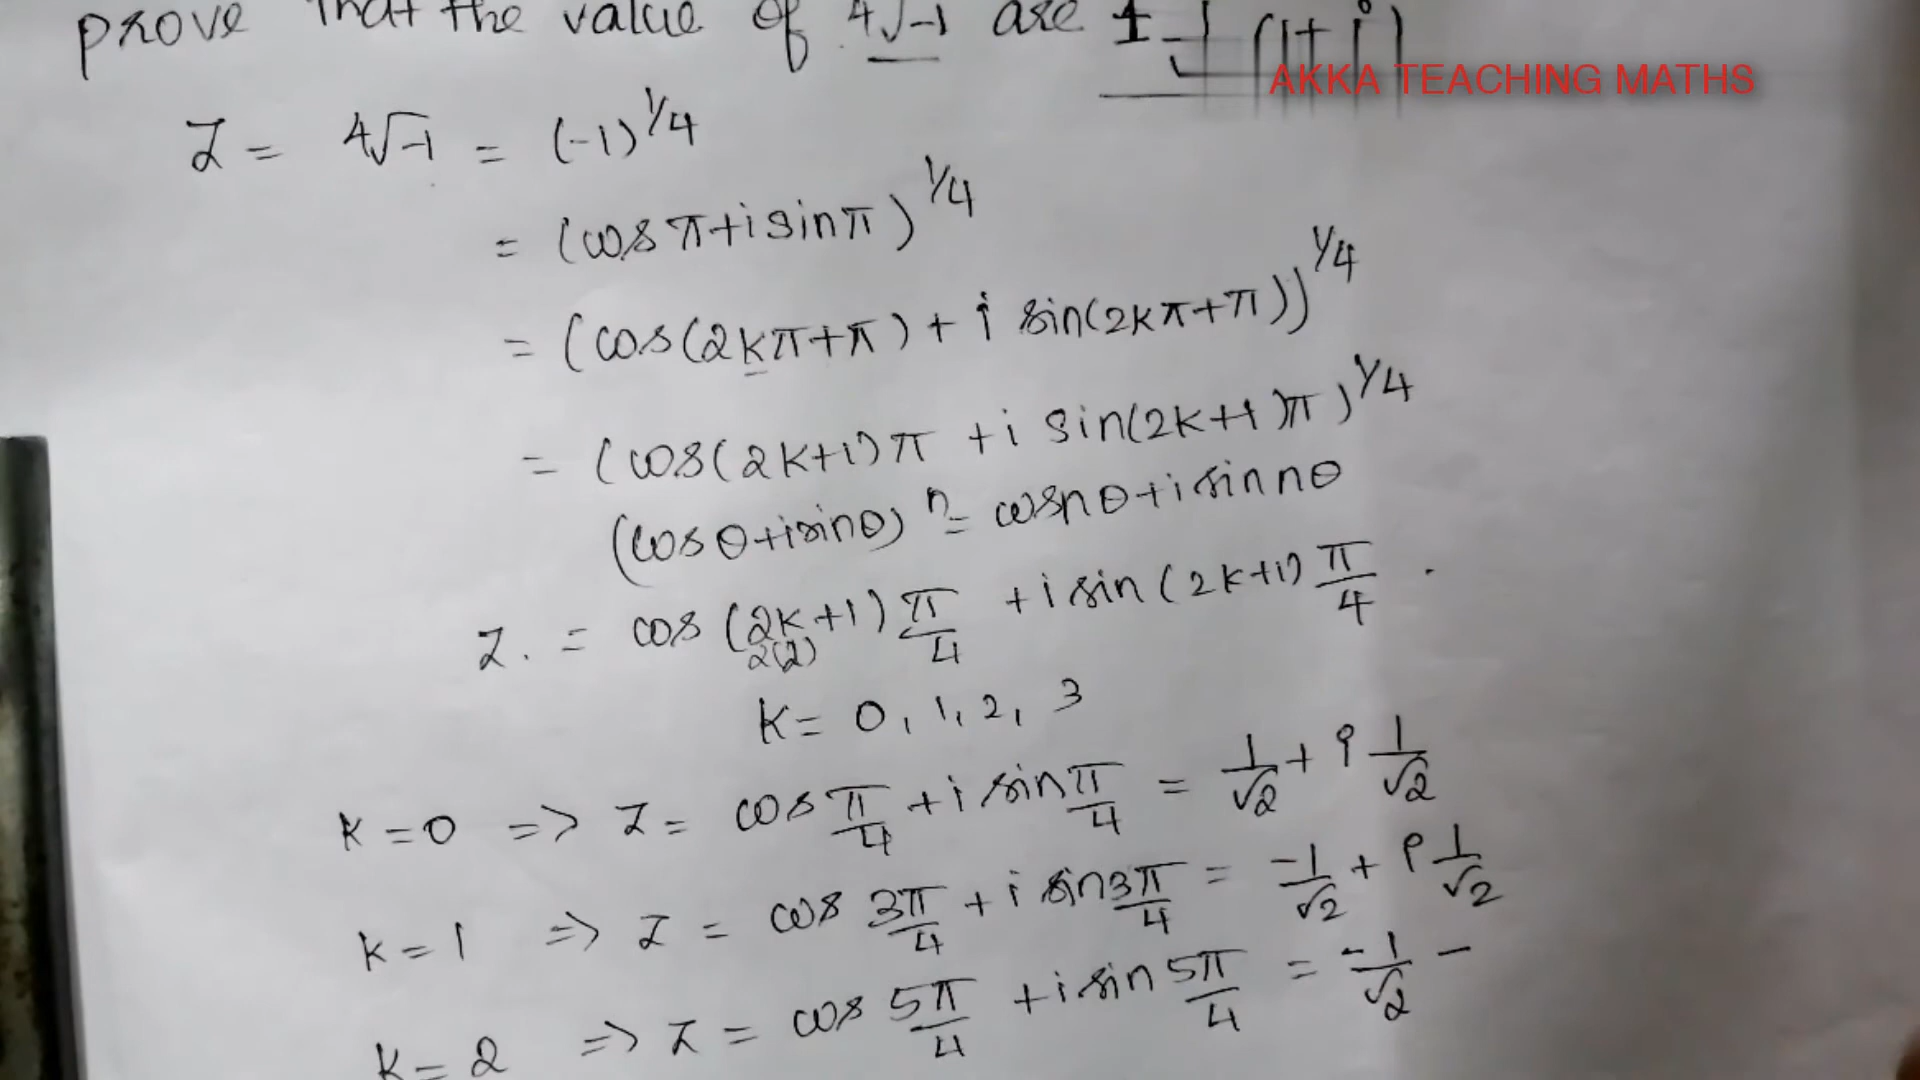 prove that the value of ⁴√-1 are ± 1 (1+i)
AKKA TEACHING MATHS
Z = ⁴√-1 = (-1)^1/4
= (cos π+i sin π)^1/4
= (cos(2kπ+π) + i sin(2kπ+π))^1/4
= (cos(2k+1)π + i sin(2k+1)π)^1/4
(cos θ+i sin θ)^n = cos nθ+i sin nθ
Z. = cos (2k+1) π/4 + i sin (2k+1) π/4 .
2(2)
K = 0, 1, 2, 3
K = 0 => Z = cos π/4 + i sin π/4 = 1/√2 + i 1/√2
K = 1 => Z = cos 3π/4 + i sin 3π/4 = -1/√2 + i 1/√2
K = 2 => Z = cos 5π/4 + i sin 5π/4 = -1/√2 -